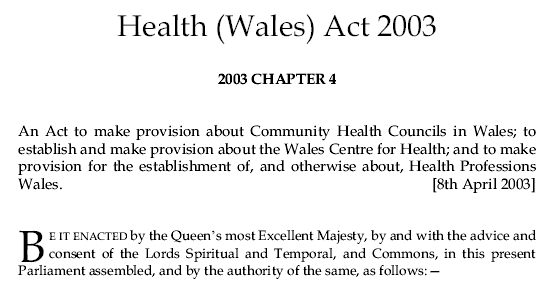 Health (Wales) Act 2003
2003 CHAPTER 4
An Act to make provision about Community Health Councils in Wales; to
establish and make provision about the Wales Centre for Health; and to make
provision for the establishment of, and otherwise about, Health Professions
Wales. [8th April 2003]
BE IT ENACTED by the Queen's most Excellent Majesty, by and with the advice and
consent of the Lords Spiritual and Temporal, and Commons, in this present
Parliament assembled, and by the authority of the same, as follows:—